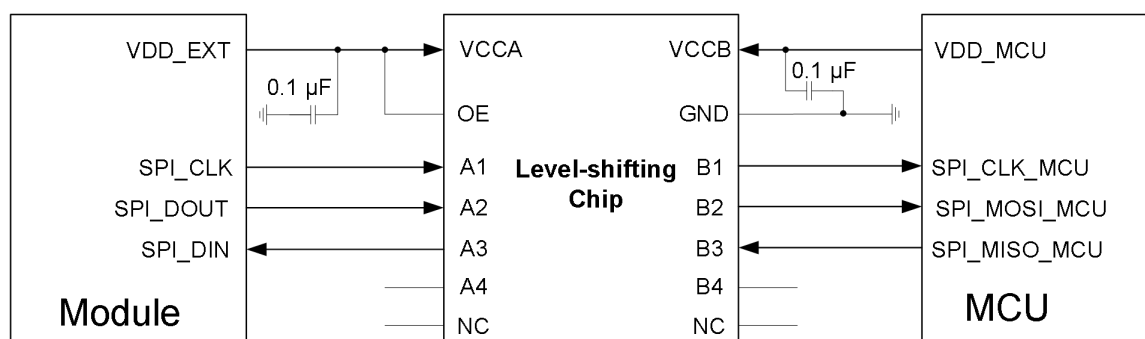 VDD_EXT
0.1 µF
SPI_CLK
SPI_DOUT
SPI_DIN
Module
VCCA
OE
A1
A2
A3
A4
NC
Level-shifting
Chip
VCCB
GND
B1
B2
B3
B4
NC
VDD_MCU
0.1 µF
SPI_CLK_MCU
SPI_MOSI_MCU
SPI_MISO_MCU
MCU